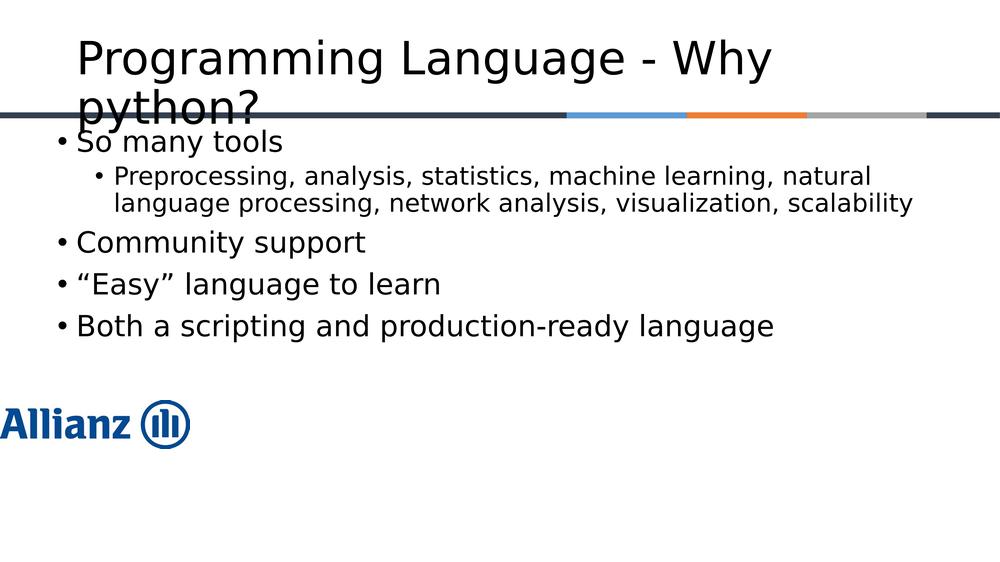 Programming Language - Why
python?
• So many tools
• Preprocessing, analysis, statistics, machine learning, natural
language processing, network analysis, visualization, scalability
• Community support
• “Easy” language to learn
• Both a scripting and production-ready language
Allianz